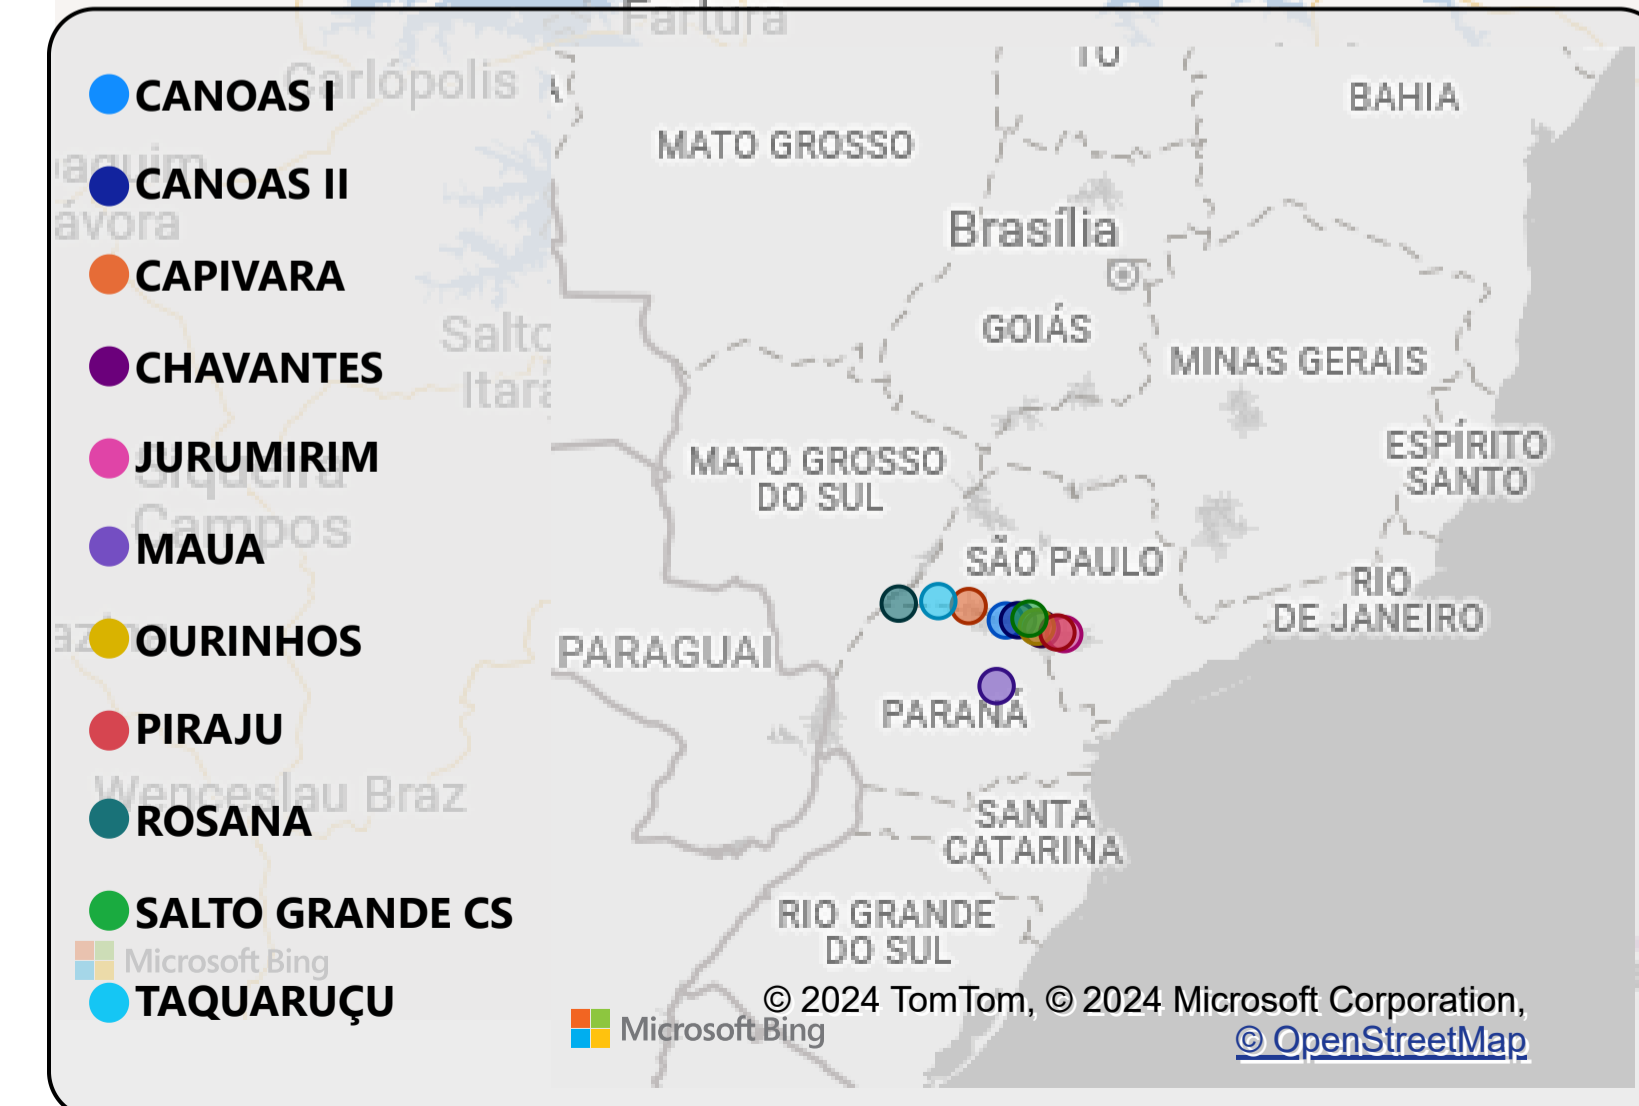 Fartura
Carlópolis
CANOAS I
CANOAS II
ávora
CAPIVARA
Salto
Itara
CHAVANTES
JURUMIRIM
Siqueira
Campos
MAUA
OURINHOS
PIRAJU
Wenceslau Braz
ROSANA
SALTO GRANDE CS
Microsoft Bing
TAQUARUÇU
TO
BAHIA
MATO GROSSO
Brasília
GOIÁS
MINAS GERAIS
MATO GROSSO
DO SUL
ESPÍRITO
SANTO
SÃO PAULO
RIO
DE JANEIRO
PARAGUAI
PARANÁ
SANTA
CATARINA
RIO GRANDE
DO SUL
© 2024 TomTom, © 2024 Microsoft Corporation,
Microsoft Bing
© OpenStreetMap